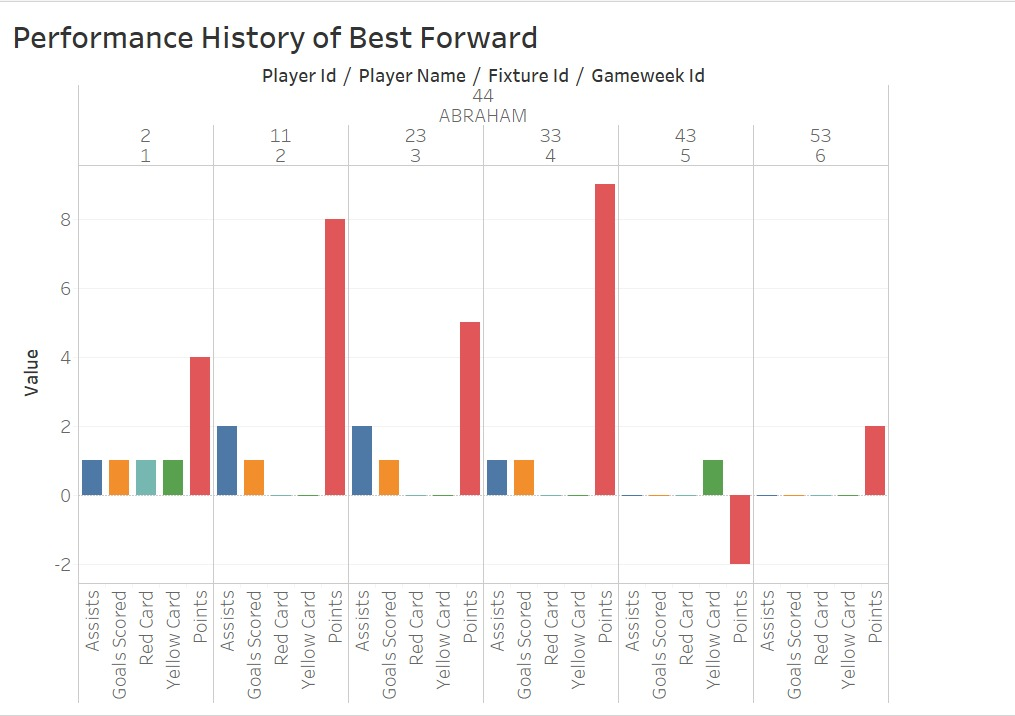 Performance History of Best Forward
Player Id / Player Name / Fixture Id / Gameweek Id
44
ABRAHAM
2 11 23 33 43 53
1 2 3 4 5 6
Value
8
6
4
2
0
-2
Assists
Goals Scored
Red Card
Yellow Card
Points
Assists
Goals Scored
Red Card
Yellow Card
Points
Assists
Goals Scored
Red Card
Yellow Card
Points
Assists
Goals Scored
Red Card
Yellow Card
Points
Assists
Goals Scored
Red Card
Yellow Card
Points
Assists
Goals Scored
Red Card
Yellow Card
Points